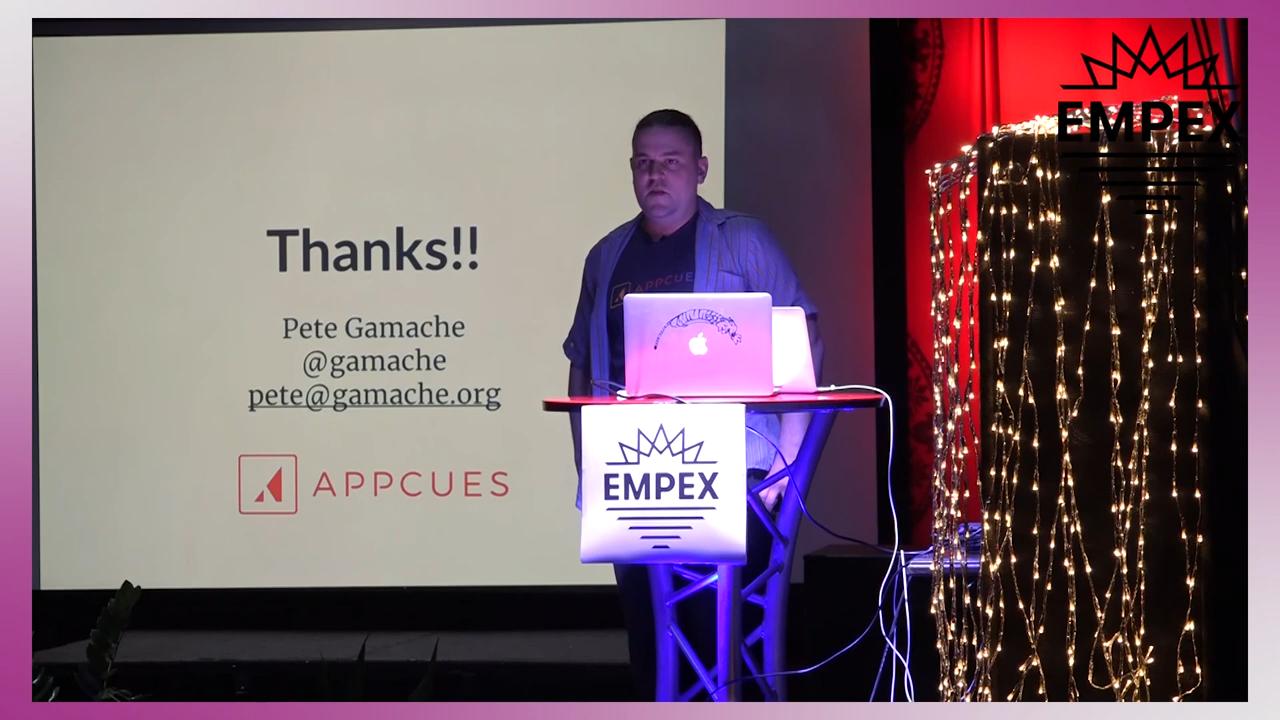 Thanks!!
Pete Gamache
@gamache
pete@gamache.org
APPCUES
APPCUES
EMPEX
EMPEX